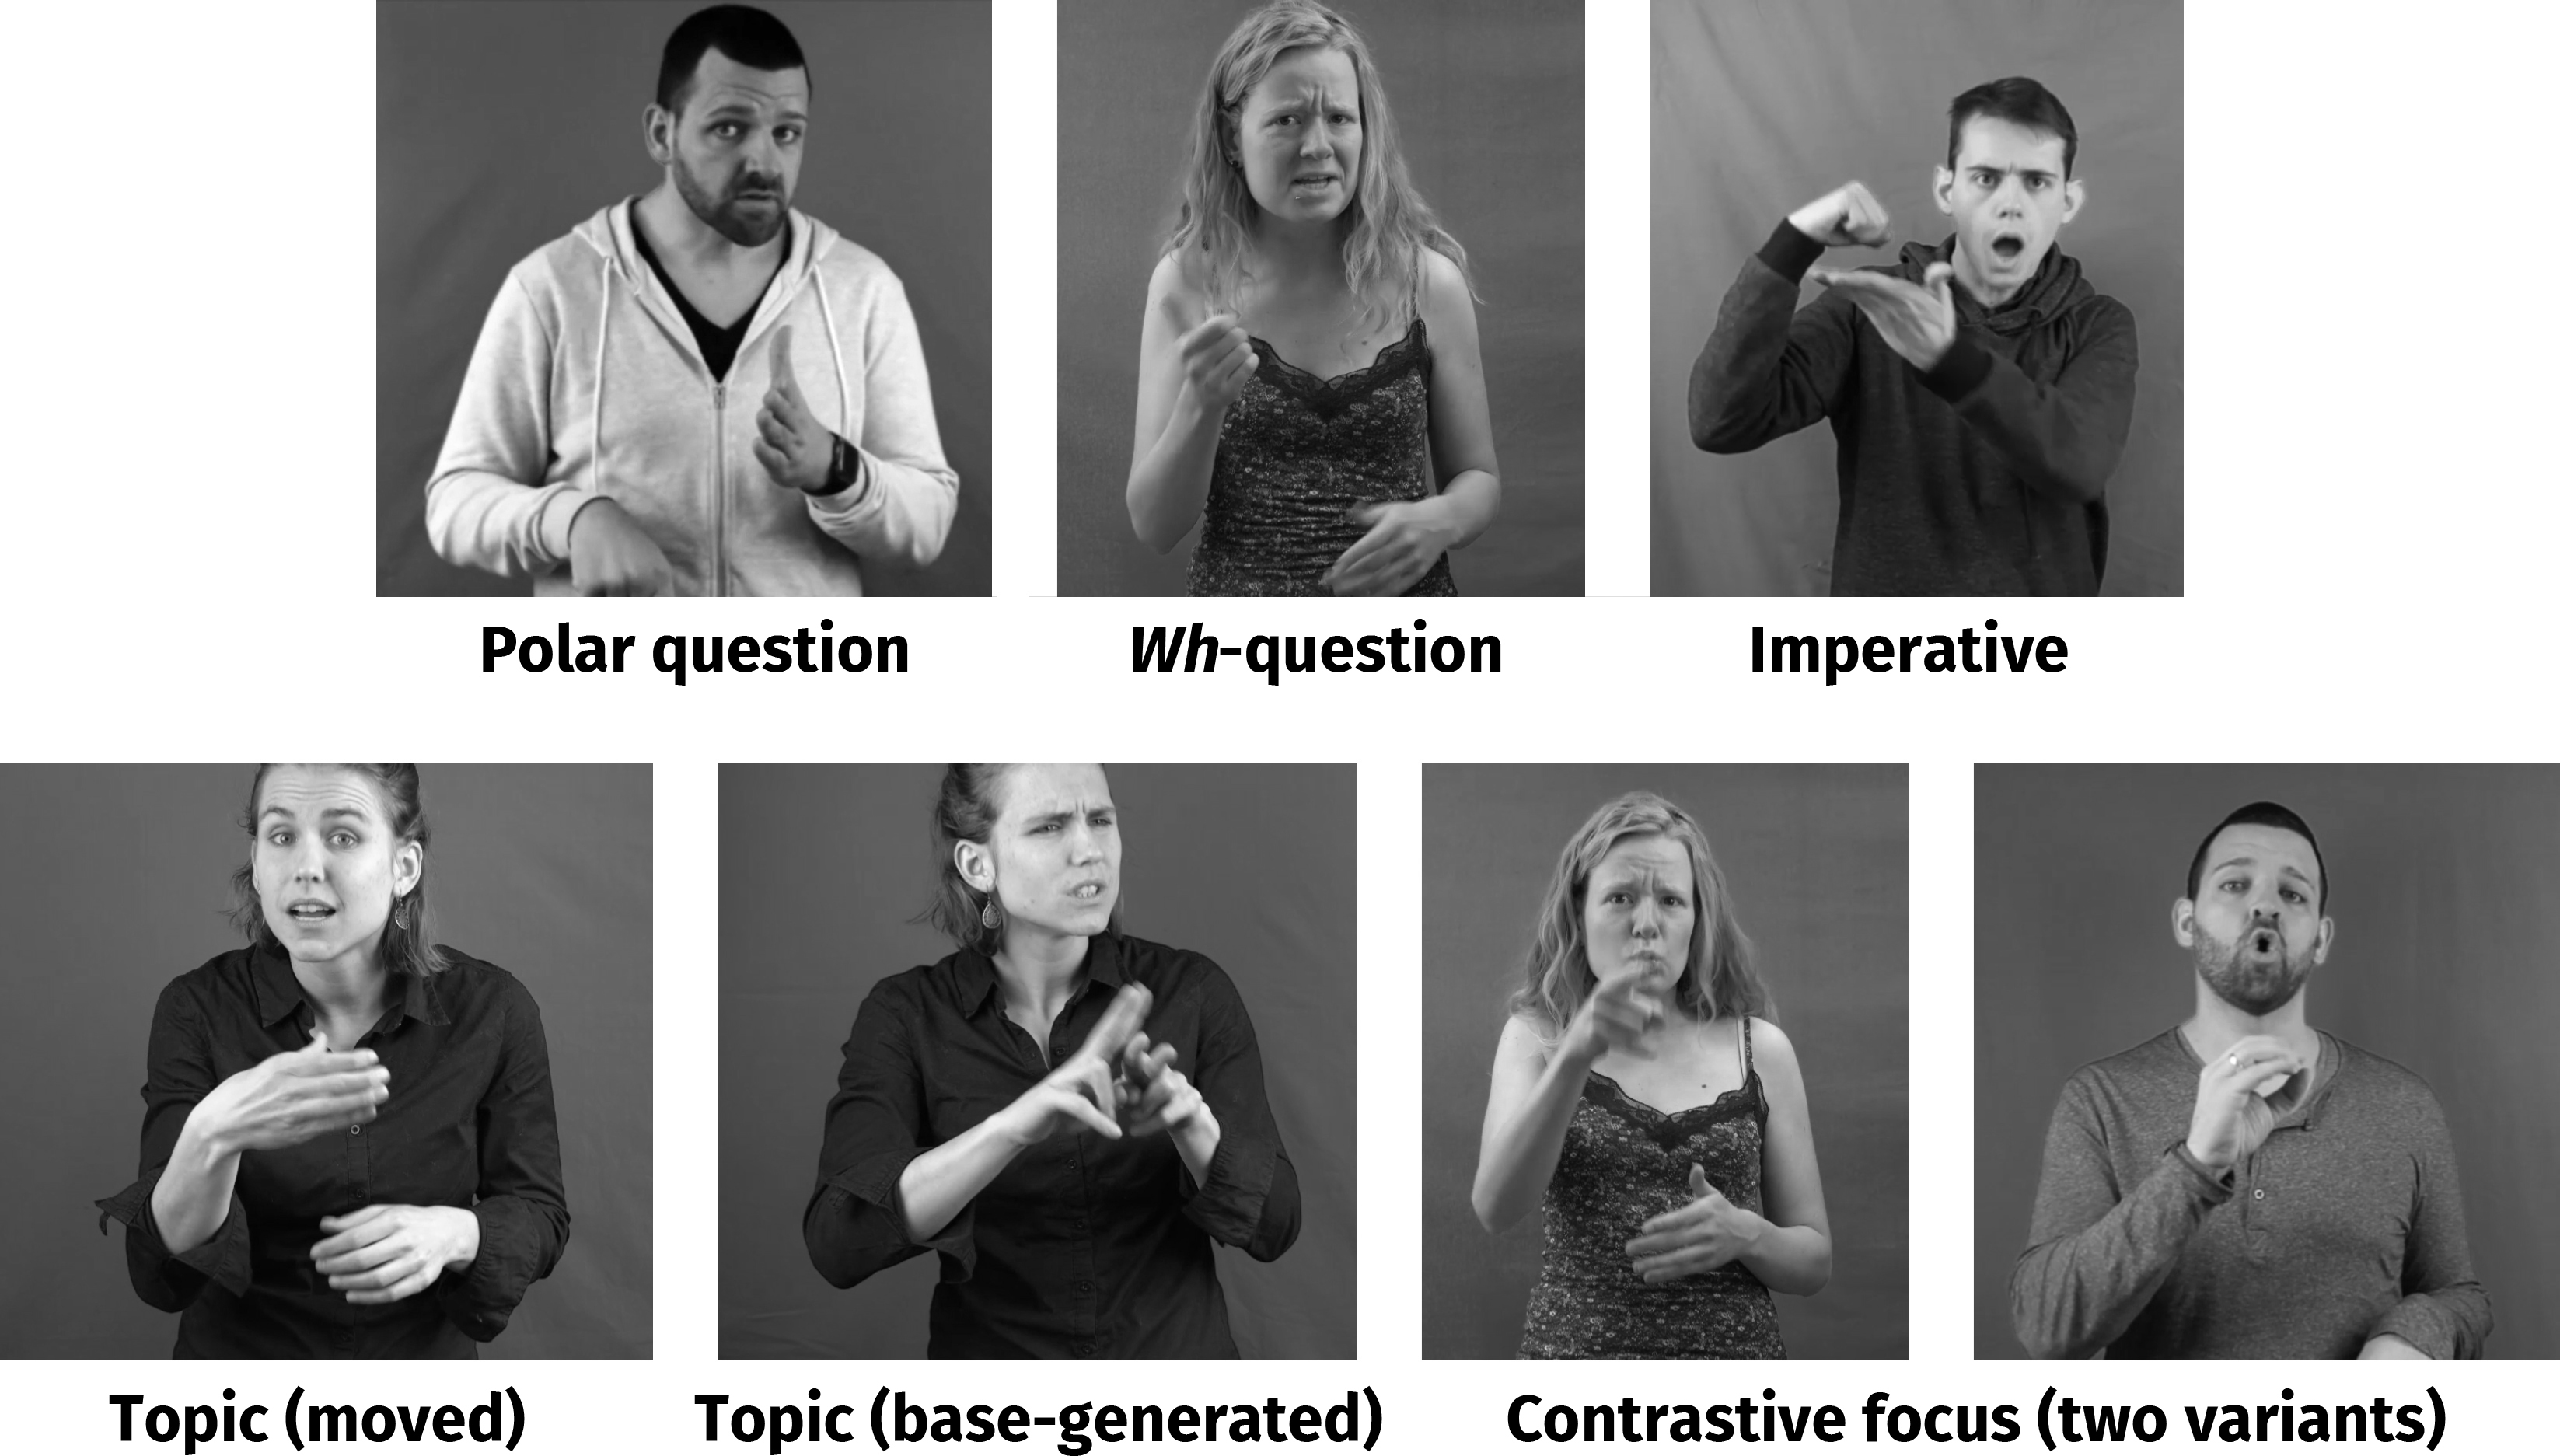 Polar question
Wh-question
Imperative
Topic (moved)
Topic (base-generated)
Contrastive focus (two variants)